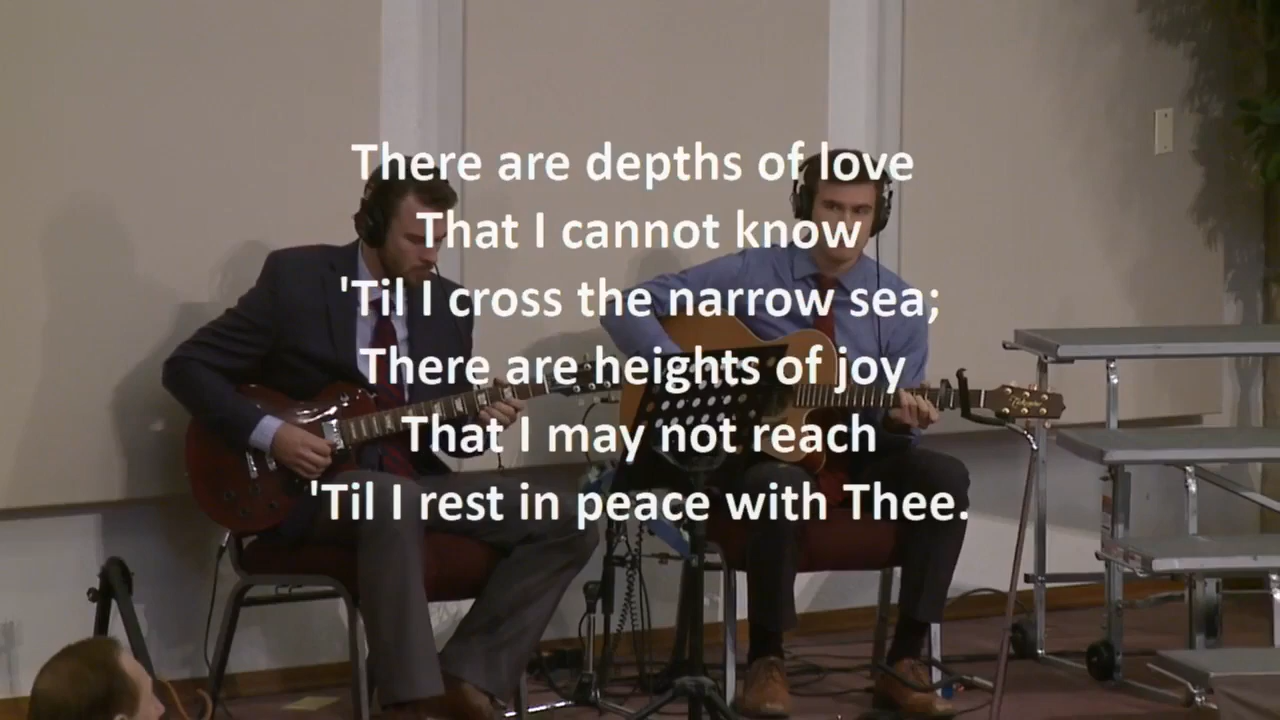 There are depths of love
That I cannot know
'Til I cross the narrow sea;
There are heights of joy
That I may not reach
'Til I rest in peace with Thee.